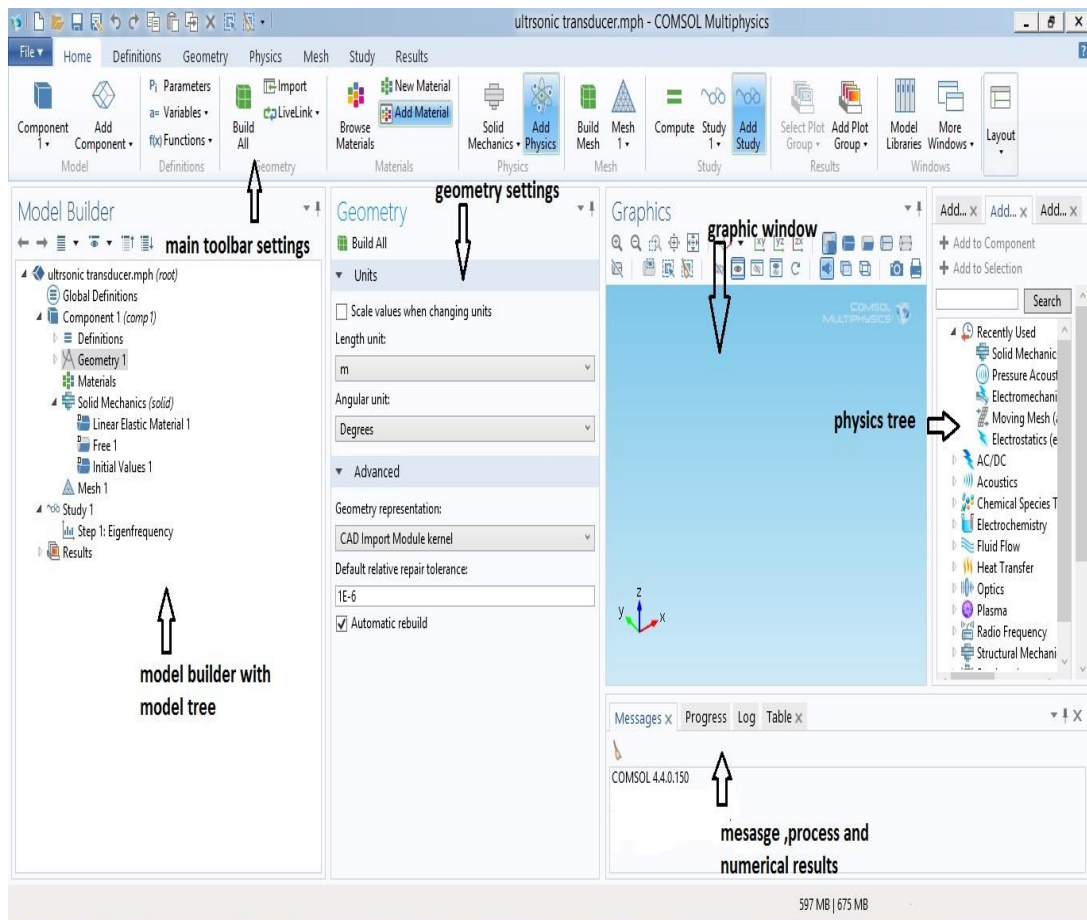 ultrsonic transducer.mph - COMSOL Multiphysics
File Home Definitions Geometry Physics Mesh Study Results
Component 1
Add Component
Model
Pi Parameters
a= Variables
f(x) Functions
Definitions
Build All
Import
LiveLink
Geometry
Browse Materials
New Material
Add Material
Materials
Solid Mechanics
Add Physics
Physics
Build Mesh
Mesh 1
Mesh
Compute
Study 1
Add Study
Study
Select Plot Group
Add Plot Group
Results
Model Libraries
More Windows
Windows
Layout
main toolbar settings
Model Builder
ultrsonic transducer.mph (root)
Global Definitions
Component 1 (comp1)
Definitions
Geometry 1
Materials
Solid Mechanics (solid)
Linear Elastic Material 1
Free 1
Initial Values 1
Mesh 1
Study 1
Step 1: Eigenfrequency
Results
model builder with
model tree
geometry settings
Geometry
Build All
Units
Scale values when changing units
Length unit:
m
Angular unit:
Degrees
Advanced
Geometry representation:
CAD Import Module kernel
Default relative repair tolerance:
1E-6
Automatic rebuild
Graphics
graphic window
xy yz zx
COMSOL
MULTIPHYSICS
z
y
x
physics tree
Add... Add... Add...
Add to Component
Add to Selection
Search
Recently Used
Solid Mechanic
Pressure Acoust
Electromechani
Moving Mesh (a
Electrostatics (e
AC/DC
Acoustics
Chemical Species T
Electrochemistry
Fluid Flow
Heat Transfer
Optics
Plasma
Radio Frequency
Structural Mechani
Messages Progress Log Table
COMSOL 4.4.0.150
mesasge ,process and
numerical results
597 MB | 675 MB